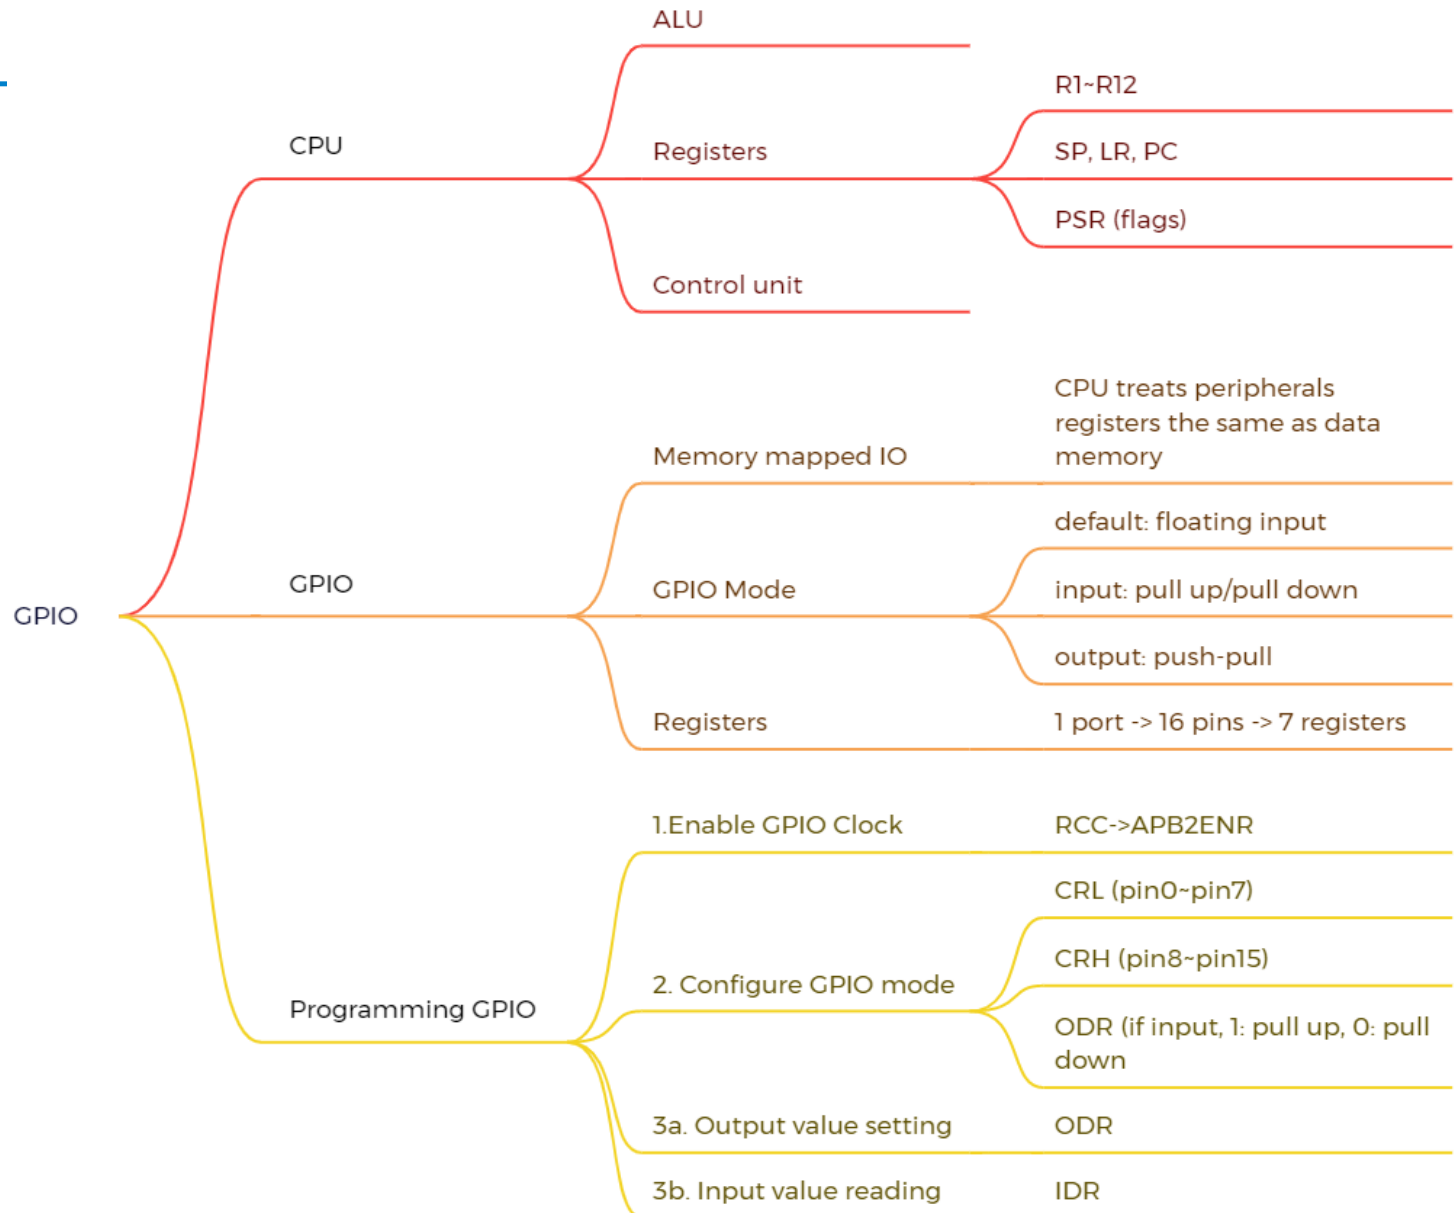 GPIO
CPU
ALU
Registers
R1~R12
SP, LR, PC
PSR (flags)
Control unit
GPIO
Memory mapped IO
CPU treats peripherals
registers the same as data
memory
GPIO Mode
default: floating input
input: pull up/pull down
output: push-pull
Registers
1 port -> 16 pins -> 7 registers
Programming GPIO
1.Enable GPIO Clock
RCC->APB2ENR
2. Configure GPIO mode
CRL (pin0~pin7)
CRH (pin8~pin15)
ODR (if input, 1: pull up, 0: pull
down
3a. Output value setting
ODR
3b. Input value reading
IDR